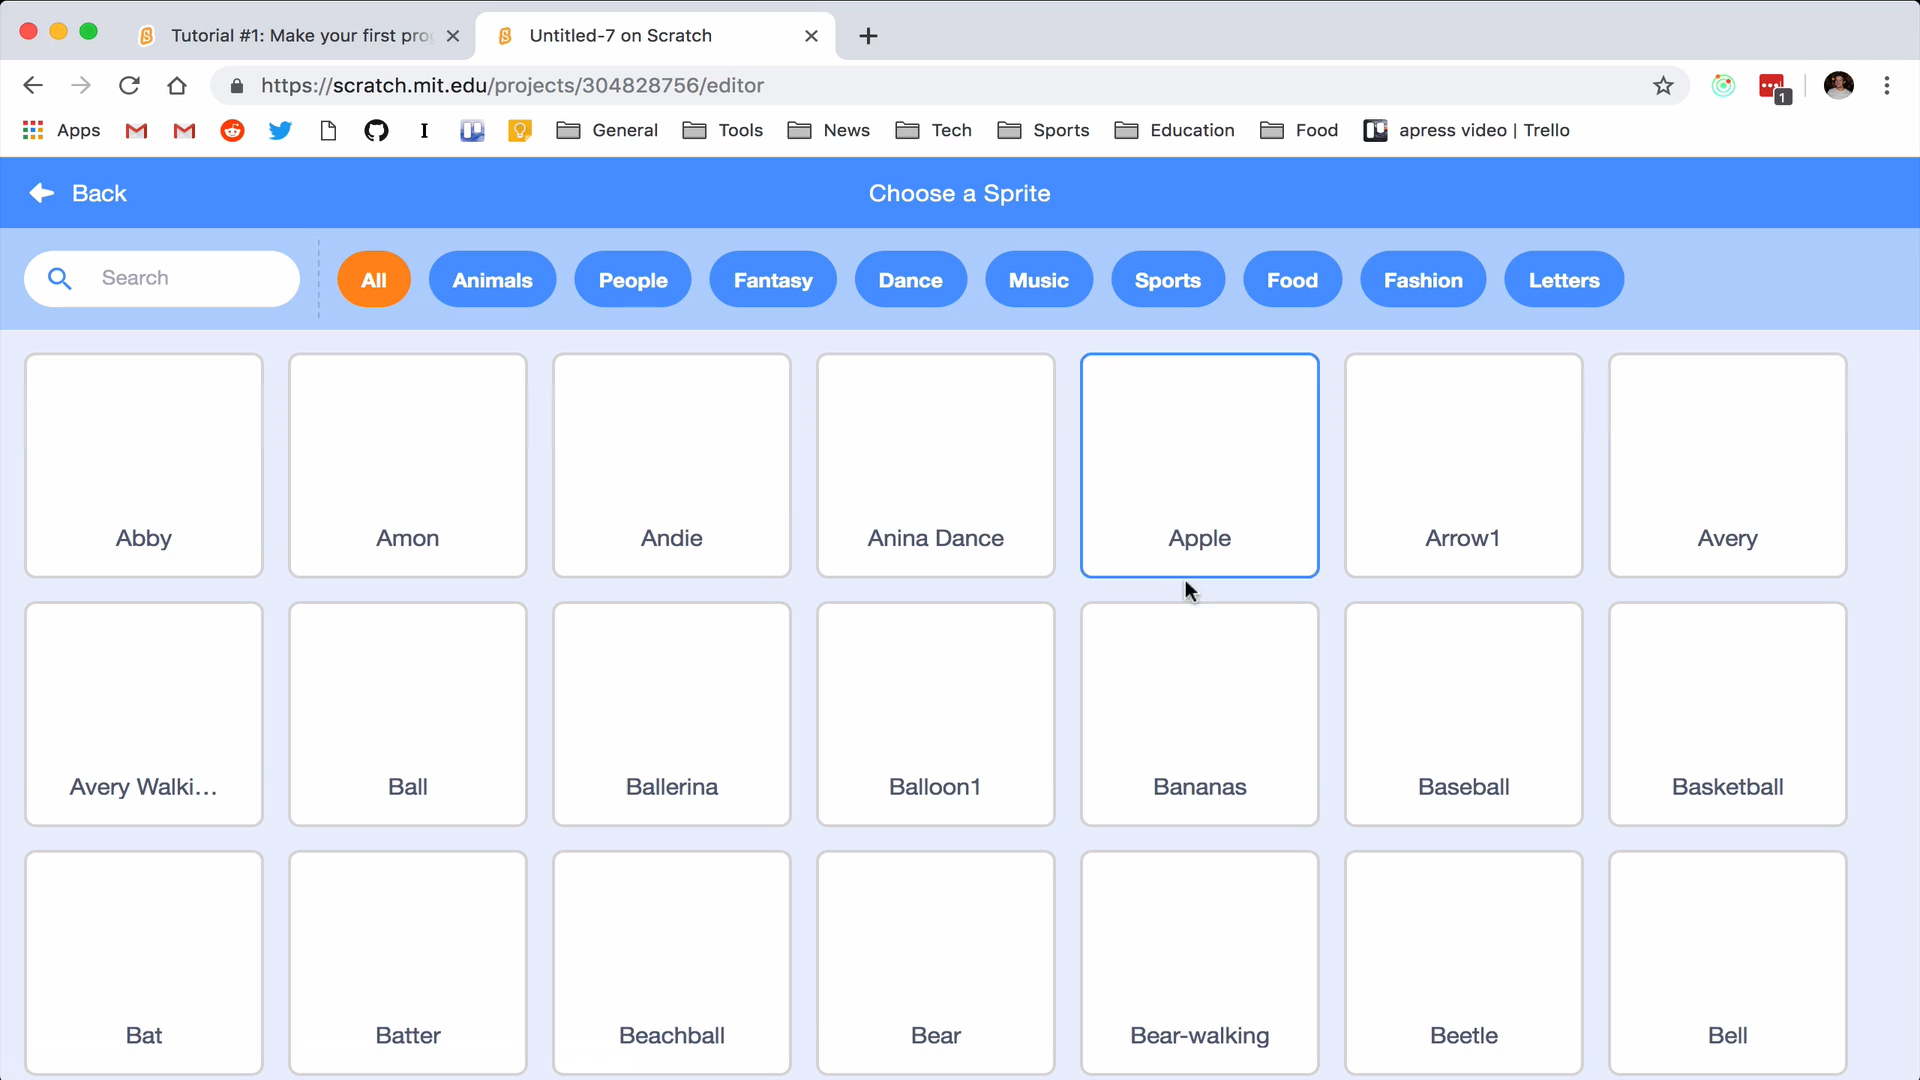 Tutorial #1: Make your first pro
Untitled-7 on Scratch
https://scratch.mit.edu/projects/304828756/editor
1
Apps
I
General
Tools
News
Tech
Sports
Education
Food
apress video | Trello
Back
Choose a Sprite
Search
All
Animals
People
Fantasy
Dance
Music
Sports
Food
Fashion
Letters
Abby
Amon
Andie
Anina Dance
Apple
Arrow1
Avery
Avery Walki...
Ball
Ballerina
Balloon1
Bananas
Baseball
Basketball
Bat
Batter
Beachball
Bear
Bear-walking
Beetle
Bell